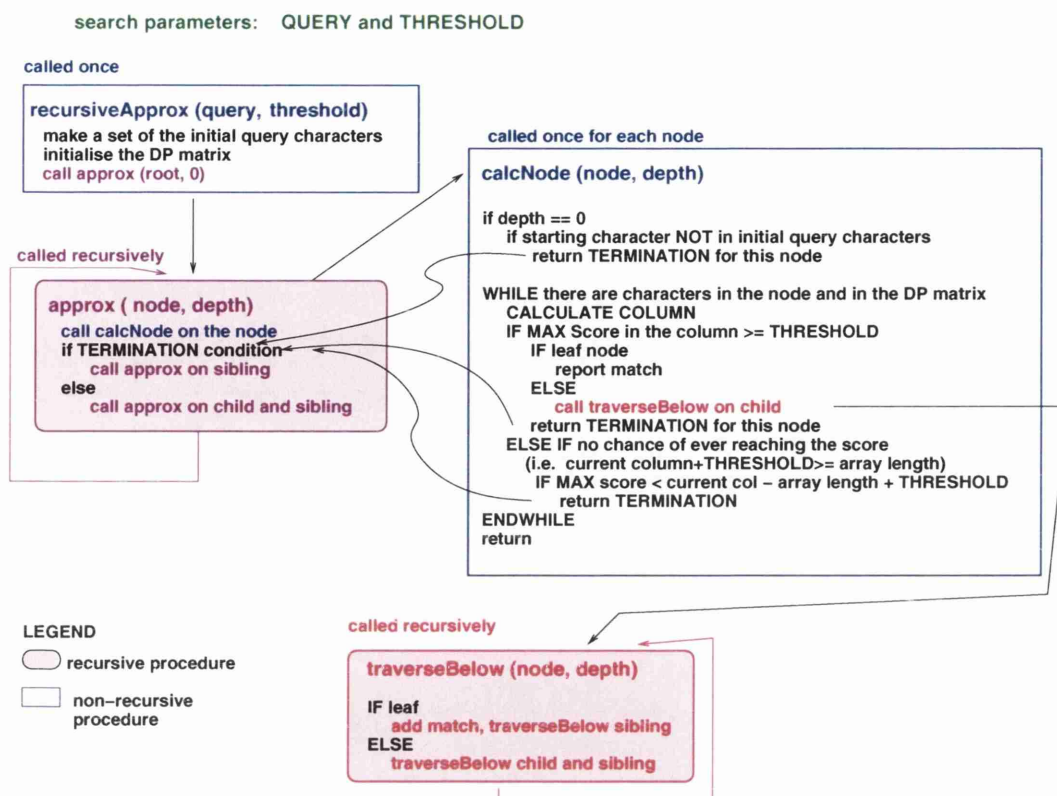 search parameters: QUERY and THRESHOLD
called once
recursiveApprox (query, threshold)
make a set of the initial query characters
initialise the DP matrix
call approx (root, 0)
called recursively
approx ( node, depth)
call calcNode on the node
if TERMINATION condition
call approx on sibling
else
call approx on child and sibling
called once for each node
calcNode (node, depth)
if depth == 0
if starting character NOT in initial query characters
return TERMINATION for this node
WHILE there are characters in the node and in the DP matrix
CALCULATE COLUMN
IF MAX Score in the column >= THRESHOLD
IF leaf node
report match
ELSE
call traverseBelow on child
return TERMINATION for this node
ELSE IF no chance of ever reaching the score
(i.e. current column+THRESHOLD>= array length)
IF MAX score < current col − array length + THRESHOLD
return TERMINATION
ENDWHILE
return
LEGEND
recursive procedure
non−recursive
procedure
called recursively
traverseBelow (node, depth)
IF leaf
add match, traverseBelow sibling
ELSE
traverseBelow child and sibling